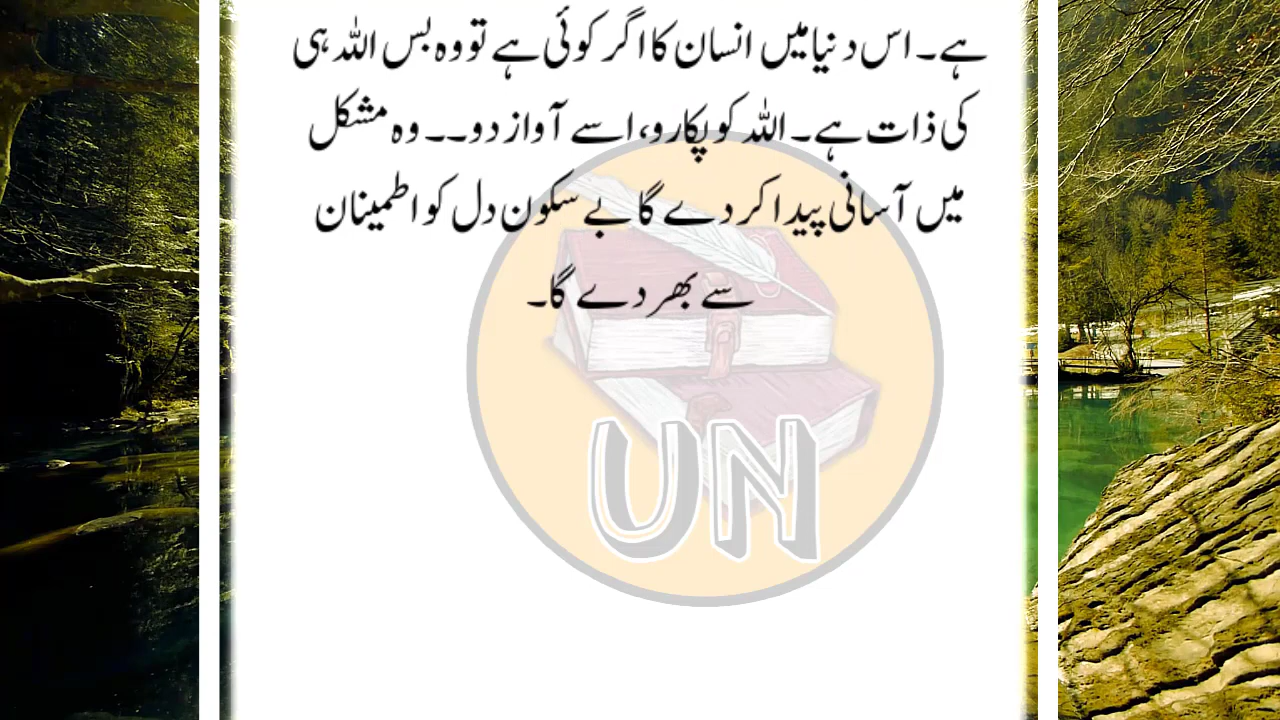 ہے۔ اس دنیا میں انسان کا اگر کوئی ہے تو وہ بس اللہ ہی
کی ذات ہے۔ اللہ کو پکارو، اسے آواز دو۔۔ وہ مشکل
میں آسانی پیدا کر دے گا بے سکون دل کو اطمینان
سے بھر دے گا۔
UN